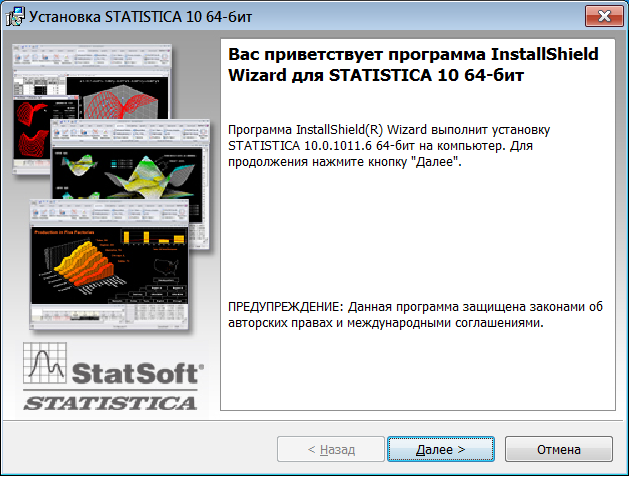 Установка STATISTICA 10 64-бит
Вас приветствует программа InstallShield
Wizard для STATISTICA 10 64-бит
Программа InstallShield(R) Wizard выполнит установку
STATISTICA 10.0.1011.6 64-бит на компьютер. Для
продолжения нажмите кнопку "Далее".
Production in Five Factories
ПРЕДУПРЕЖДЕНИЕ: Данная программа защищена законами об
авторских правах и международными соглашениями.
StatSoft®
STATISTICA
< Назад
Далее >
Отмена